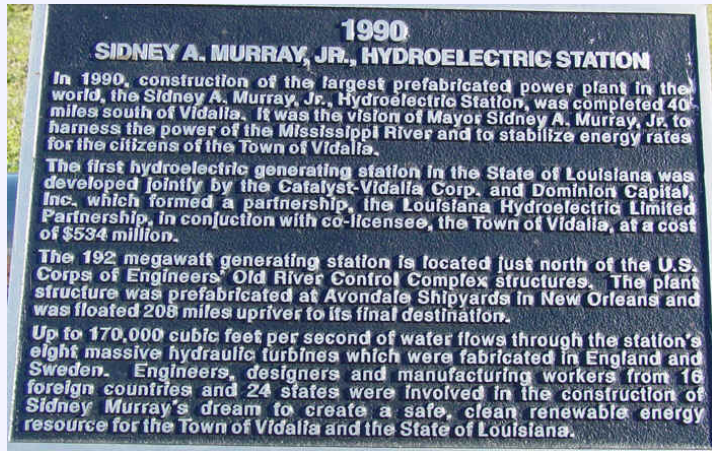 1990
SIDNEY A. MURRAY, JR., HYDROELECTRIC STATION
In 1990, construction of the largest prefabricated power plant in the
world, the Sidney A. Murray, Jr., Hydroelectric Station, was completed 40
miles south of Vidalia. It was the vision of Mayor Sidney A. Murray, Jr. to
harness the power of the Mississippi River and to stabilize energy rates
for the citizens of the Town of Vidalia.
The first hydroelectric generating station in the State of Louisiana was
developed jointly by the Catalyst-Vidalia Corp. and Dominion Capital,
Inc., which formed a partnership, the Louisiana Hydroelectric Limited
Partnership, in conjuction with co-licensee, the Town of Vidalia, at a cost
of $534 million.
The 192 megawatt generating station is located just north of the U.S.
Corps of Engineers' Old River Control Complex structures. The plant
structure was prefabricated at Avondale Shipyards in New Orleans and
was floated 208 miles upriver to its final destination.
Up to 170,000 cubic feet per second of water flows through the station's
eight massive hydraulic turbines which were fabricated in England and
Sweden. Engineers, designers and manufacturing workers from 16
foreign countries and 24 states were involved in the construction of
Sidney Murray's dream to create a safe, clean renewable energy
resource for the Town of Vidalia and the State of Louisiana.